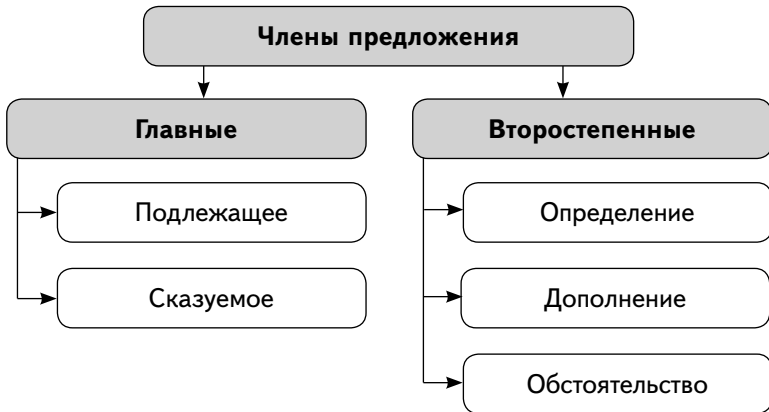 Члены предложения
Главные
Второстепенные
Подлежащее
Определение
Сказуемое
Дополнение
Обстоятельство